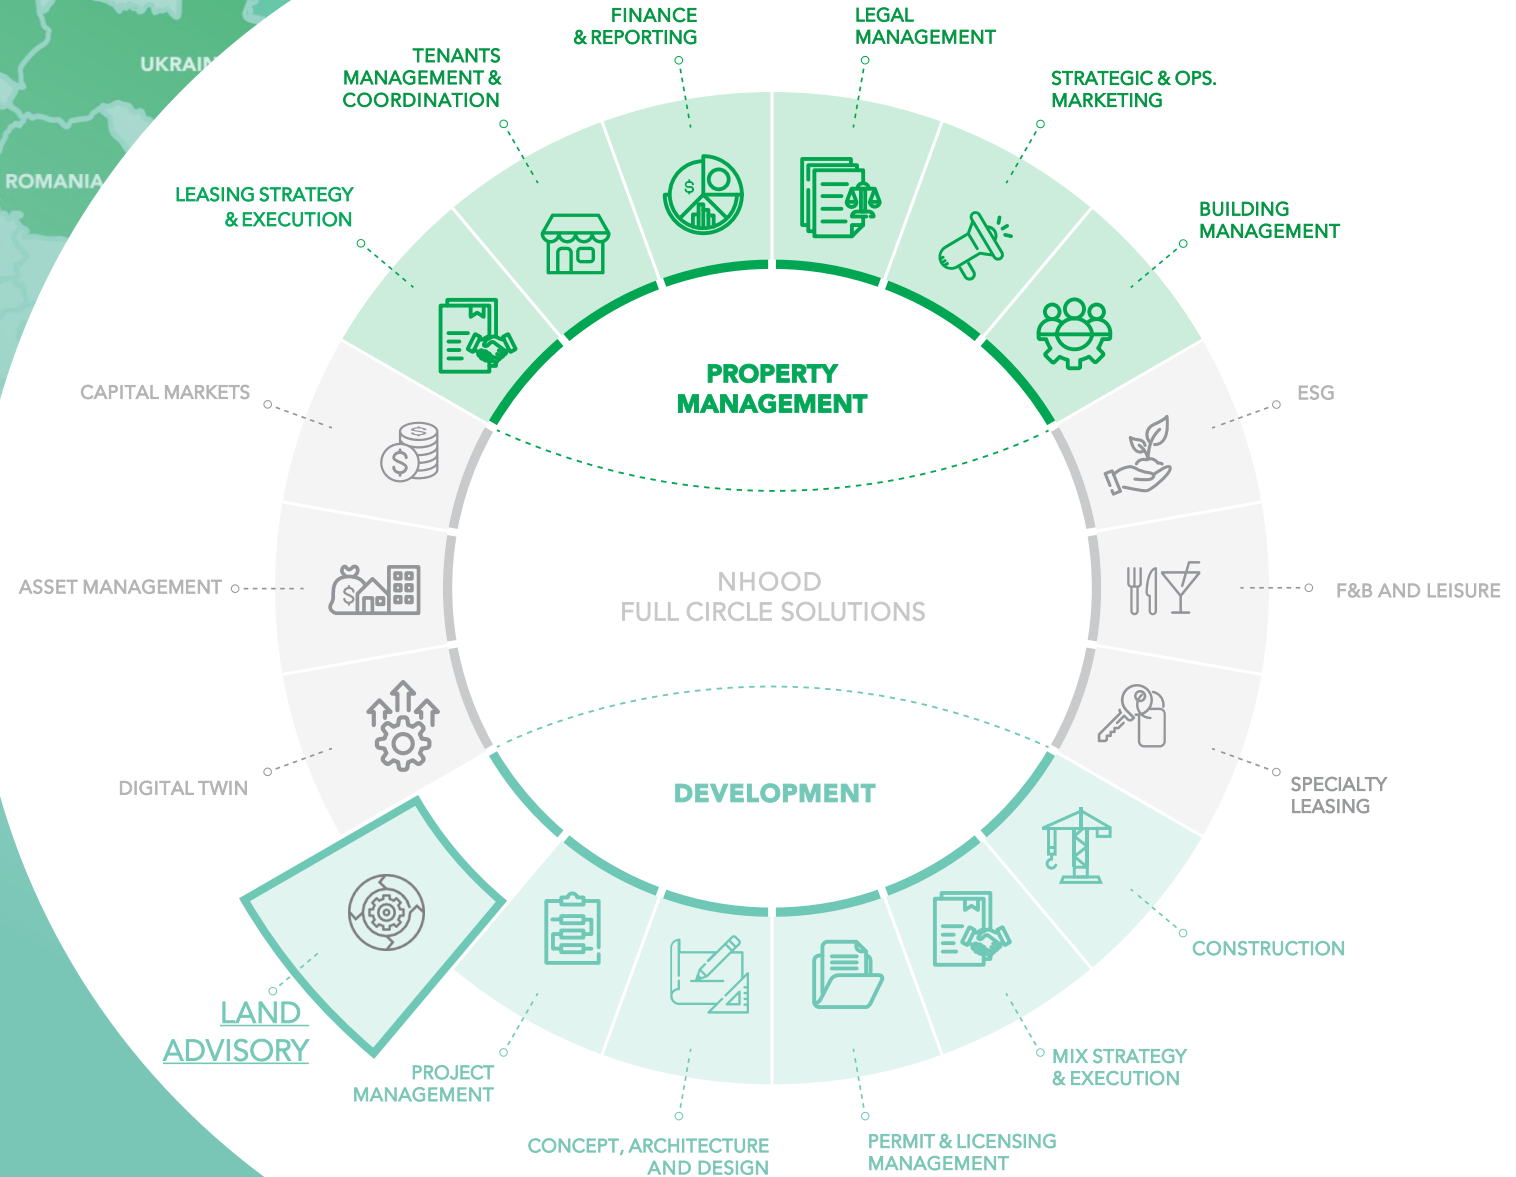 FINANCE
& REPORTING
LEGAL
MANAGEMENT
TENANTS
MANAGEMENT &
COORDINATION
STRATEGIC & OPS.
MARKETING
UKRAIN
ROMANIA
LEASING STRATEGY
& EXECUTION
BUILDING
MANAGEMENT
$
PROPERTY
MANAGEMENT
CAPITAL MARKETS
ESG
$
$
ASSET MANAGEMENT
$
NHOOD
FULL CIRCLE SOLUTIONS
F&B AND LEISURE
DIGITAL TWIN
DEVELOPMENT
SPECIALTY
LEASING
CONSTRUCTION
LAND
ADVISORY
PROJECT
MANAGEMENT
MIX STRATEGY
& EXECUTION
CONCEPT, ARCHITECTURE
AND DESIGN
PERMIT & LICENSING
MANAGEMENT